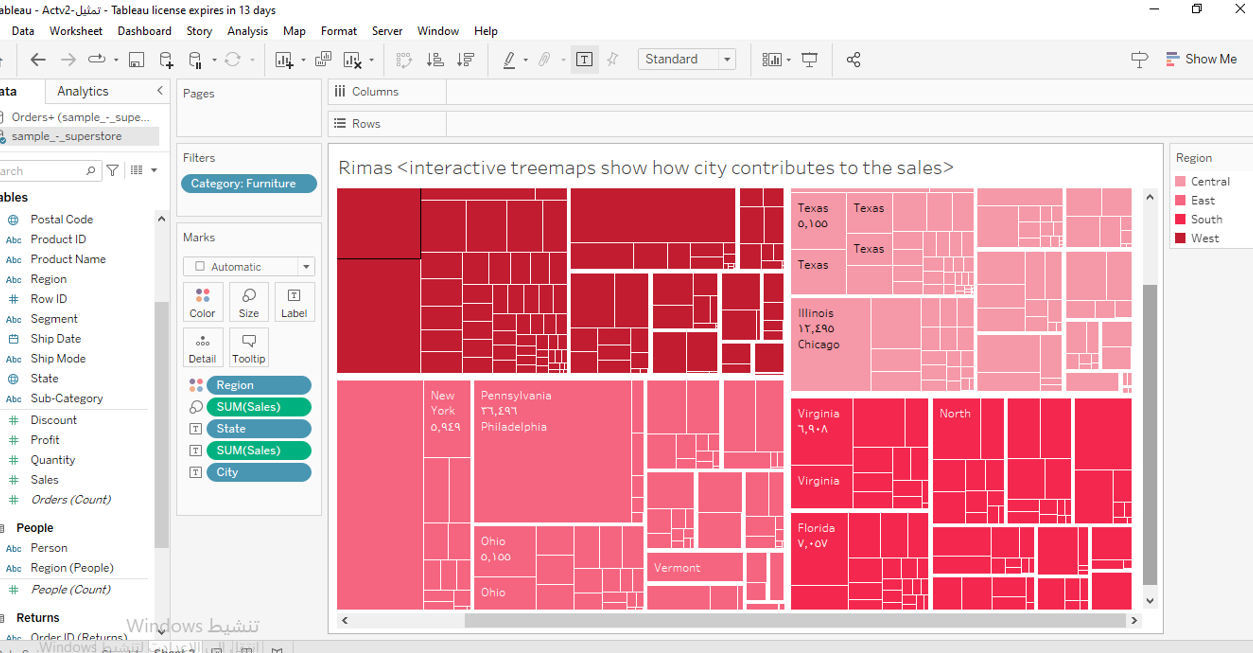 ableau - Actv2-تمثيل - Tableau license expires in 13 days
Data Worksheet Dashboard Story Analysis Map Format Server Window Help
Standard
Show Me
ata Analytics
Orders+ (sample_-_supe...
sample_-_superstore
arch
ables
Postal Code
Product ID
Product Name
Region
Row ID
Segment
Ship Date
Ship Mode
State
Sub-Category
Discount
Profit
Quantity
Sales
Orders (Count)
People
Person
Region (People)
People (Count)
Returns
Order ID (Returns)
Pages
Filters
Category: Furniture
Marks
Automatic
Color Size Label
Detail Tooltip
Region
SUM(Sales)
State
SUM(Sales)
City
Columns
Rows
Rimas <interactive treemaps show how city contributes to the sales>
Texas
٥,١٥٥
Texas
Texas
Texas
Illinois
١٢,٤٩٥
Chicago
New
York
٥,٩٤٩
Pennsylvania
٣٦,٤٩٦
Philadelphia
Ohio
٥,١٥٥
Ohio
Vermont
Virginia
٦,٩٠٨
Virginia
North
Florida
٧,٠٥٧
Region
Central
East
South
West
تنشيط Windows